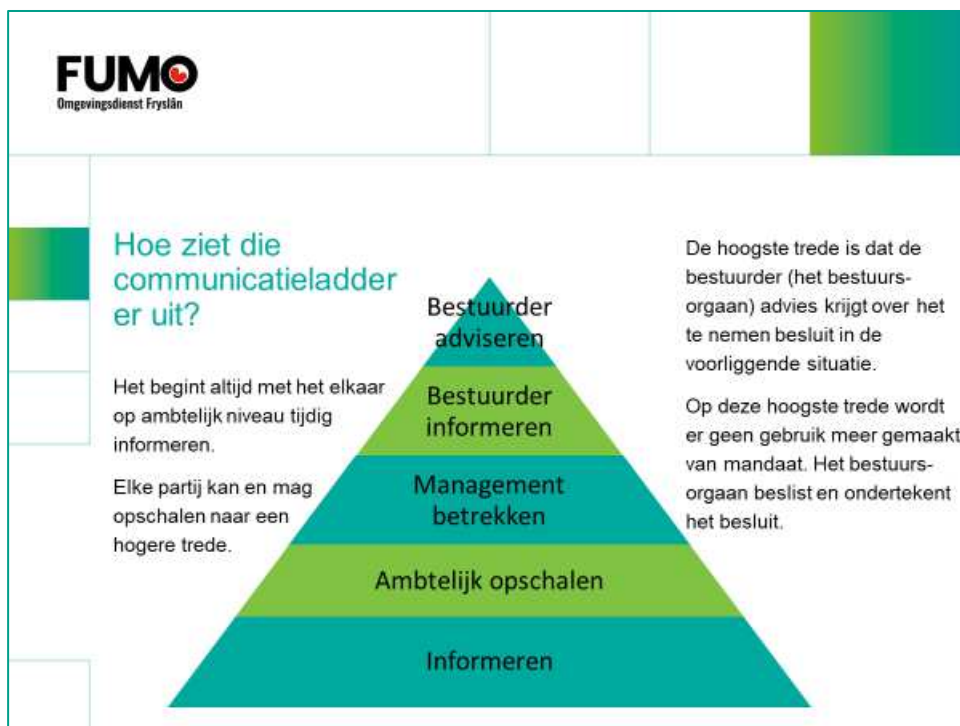 FUMO
Omgevingsdienst Fryslân
Hoe ziet die
communicatieladder
er uit?
Het begint altijd met het elkaar
op ambtelijk niveau tijdig
informeren.
Elke partij kan en mag
opschalen naar een
hogere trede.
Bestuurder
adviseren
Bestuurder
informeren
Management
betrekken
Ambtelijk opschalen
Informeren
De hoogste trede is dat de
bestuurder (het bestuurs-
orgaan) advies krijgt over het
te nemen besluit in de
voorliggende situatie.
Op deze hoogste trede wordt
er geen gebruik meer gemaakt
van mandaat. Het bestuurs-
orgaan beslist en ondertekent
het besluit.